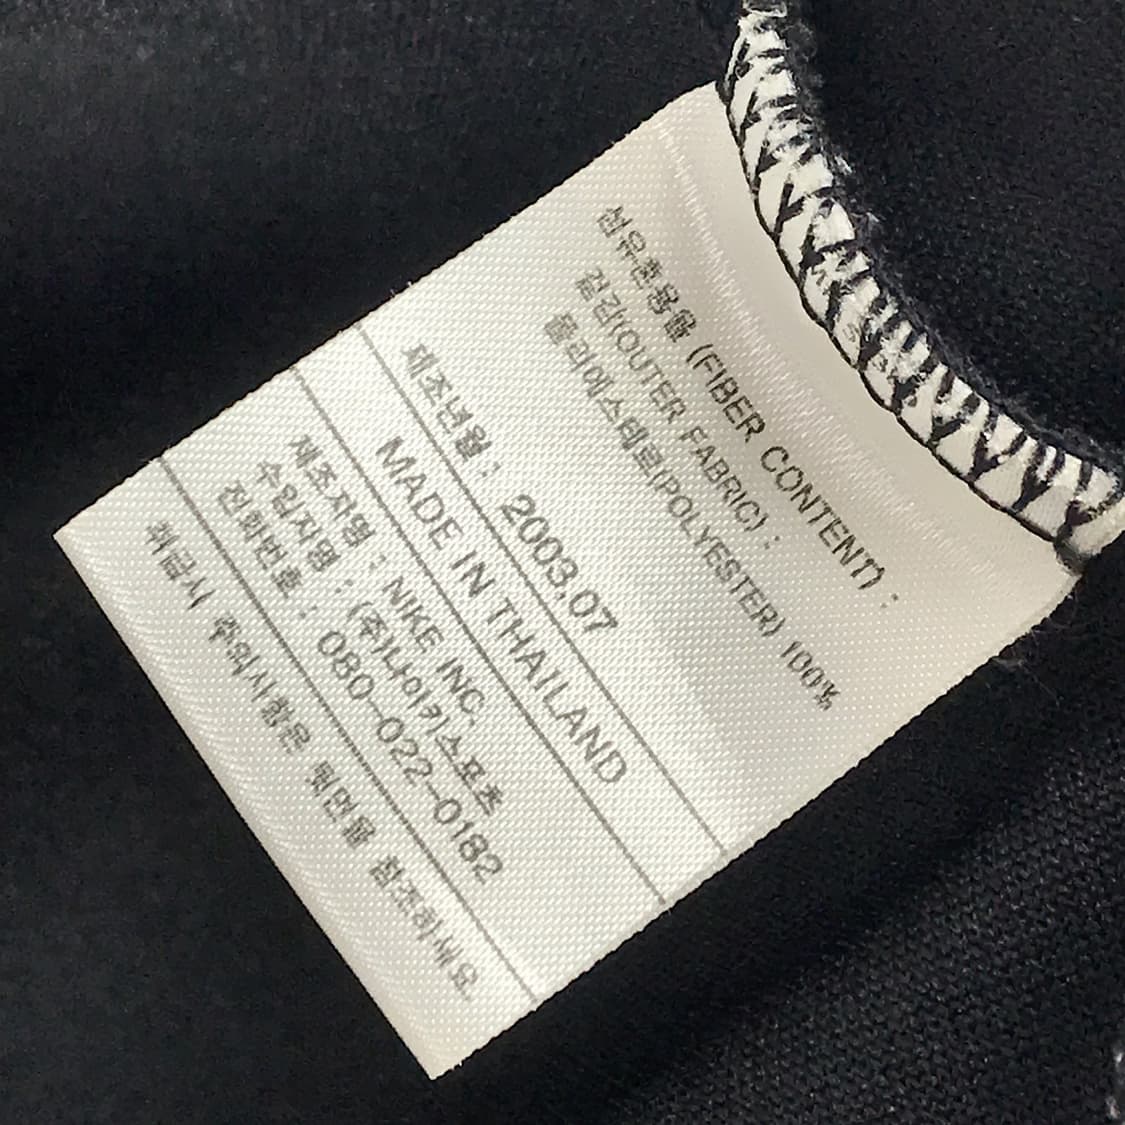 섬유혼용율 (FIBER CONTENT) :
겉감(OUTER FABRIC) :
폴리에스테르(POLYESTER) 100%
제조년월 : 2003.07
MADE IN THAILAND
제조자명 : NIKE INC.
수입자명 : (주)나이키스포츠
전화번호 : 080-022-0182
취급시 주의사항은 뒷면을 참조하세요.